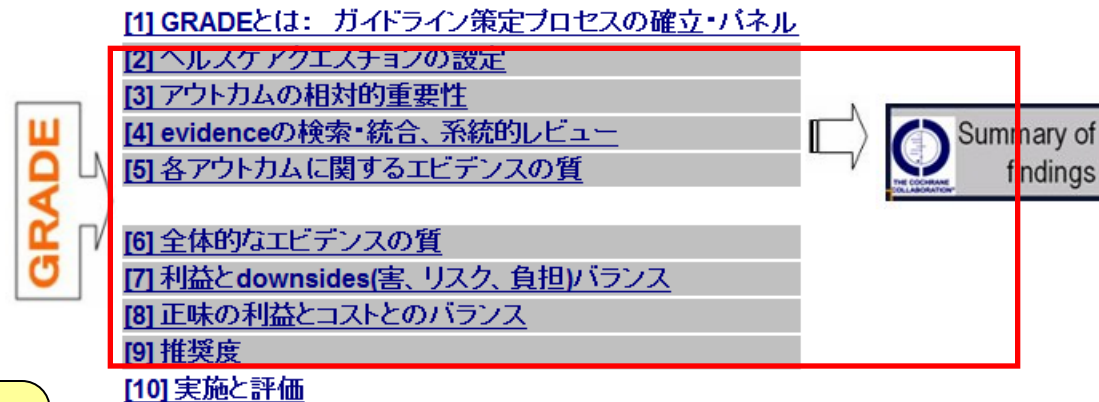 [1] GRADEとは： ガイドライン策定プロセスの確立・パネル
[2] ヘルスケアクエスチョンの設定
[3] アウトカムの相対的重要性
[4] evidenceの検索・統合、系統的レビュー
[5] 各アウトカムに関するエビデンスの質
GRADE
Summary of
findings
THE COCHRANE
COLLABORATION®
[6] 全体的なエビデンスの質
[7] 利益とdownsides(害、リスク、負担)バランス
[8] 正味の利益とコストとのバランス
[9] 推奨度
[10] 実施と評価